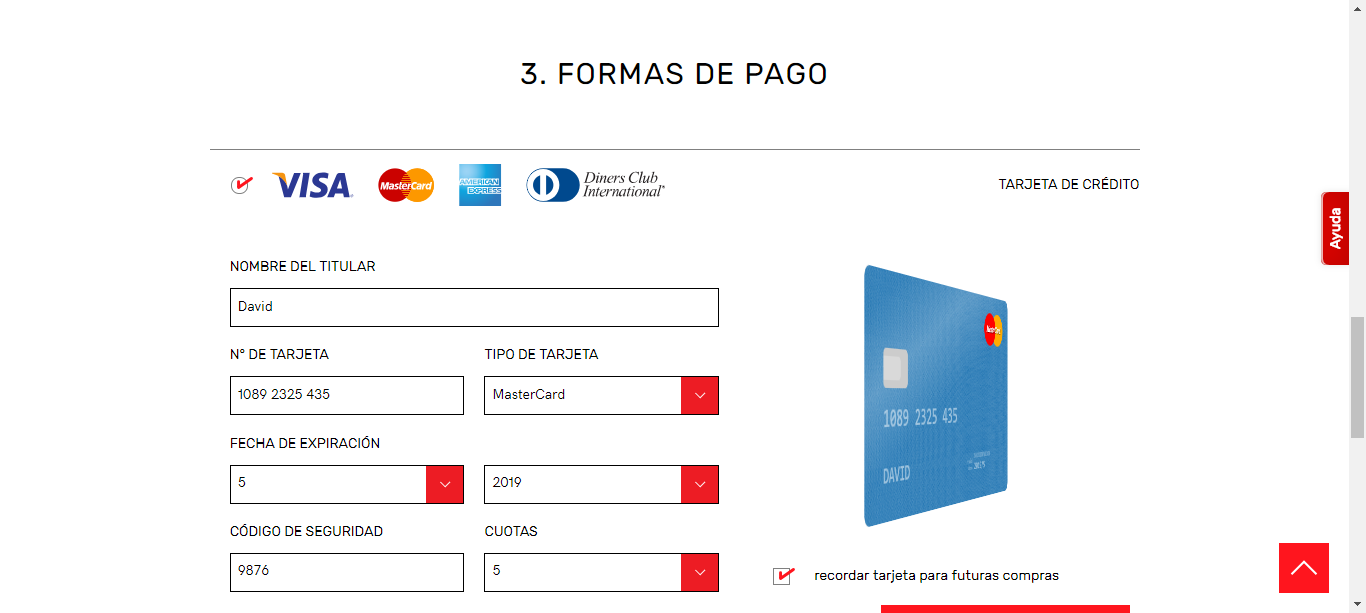 3. FORMAS DE PAGO
VISA MasterCard AMERICAN EXPRESS Diners Club International®
TARJETA DE CRÉDITO
Ayuda
NOMBRE DEL TITULAR
David
N° DE TARJETA
TIPO DE TARJETA
1089 2325 435
MasterCard
FECHA DE EXPIRACIÓN
5
2019
CÓDIGO DE SEGURIDAD
CUOTAS
9876
5
1089 2325 435
DAVID
recordar tarjeta para futuras compras